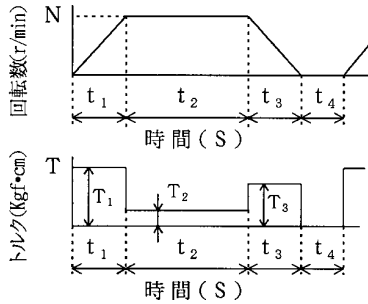 N
回転数(r/min)
t1 t2 t3 t4
時間(S)
T
トルク(Kgf•cm)
T1 T2 T3
t1 t2 t3 t4
時間(S)